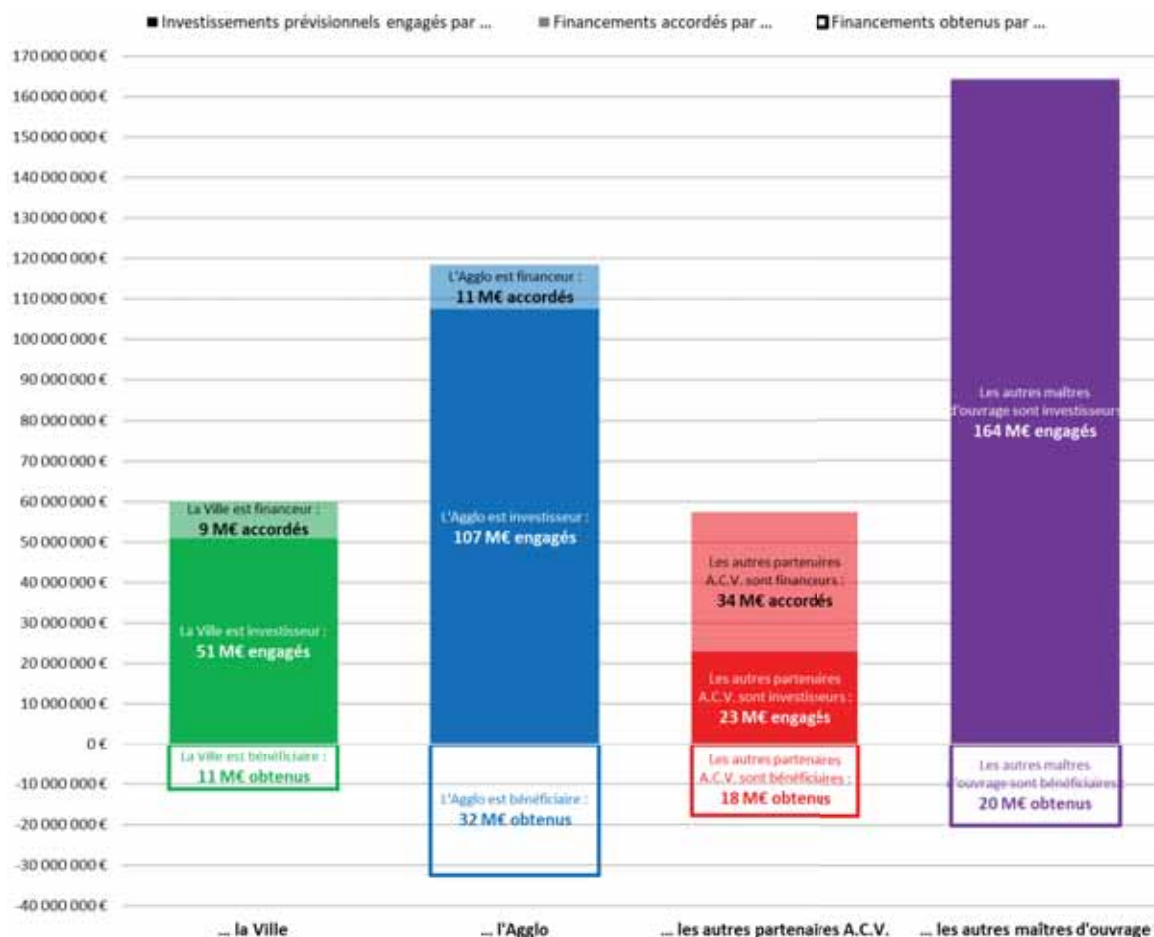 Investissements prévisionnels engagés par ... Financements accordés par ... Financements obtenus par ...
170 000 000 €
160 000 000 €
150 000 000 €
140 000 000 €
130 000 000 €
120 000 000 €
110 000 000 €
100 000 000 €
90 000 000 €
80 000 000 €
70 000 000 €
60 000 000 €
50 000 000 €
40 000 000 €
30 000 000 €
20 000 000 €
10 000 000 €
0 €
-10 000 000 €
-20 000 000 €
-30 000 000 €
-40 000 000 €
La Ville est financeur :
9 M€ accordés
La Ville est investisseur :
51 M€ engagés
La Ville est bénéficiaire :
11 M€ obtenus
L'Agglo est financeur :
11 M€ accordés
L'Agglo est investisseur :
107 M€ engagés
L'Agglo est bénéficiaire :
32 M€ obtenus
Les autres partenaires
A.C.V. sont financeurs :
34 M€ accordés
Les autres partenaires
A.C.V. sont investisseurs :
23 M€ engagés
Les autres partenaires
A.C.V. sont bénéficiaires :
18 M€ obtenus
Les autres maîtres
d'ouvrage sont investisseurs
164 M€ engagés
Les autres maîtres
d'ouvrage sont bénéficiaires :
20 M€ obtenus
... la Ville ... l'Agglo ... les autres partenaires A.C.V. ... les autres maîtres d'ouvrage